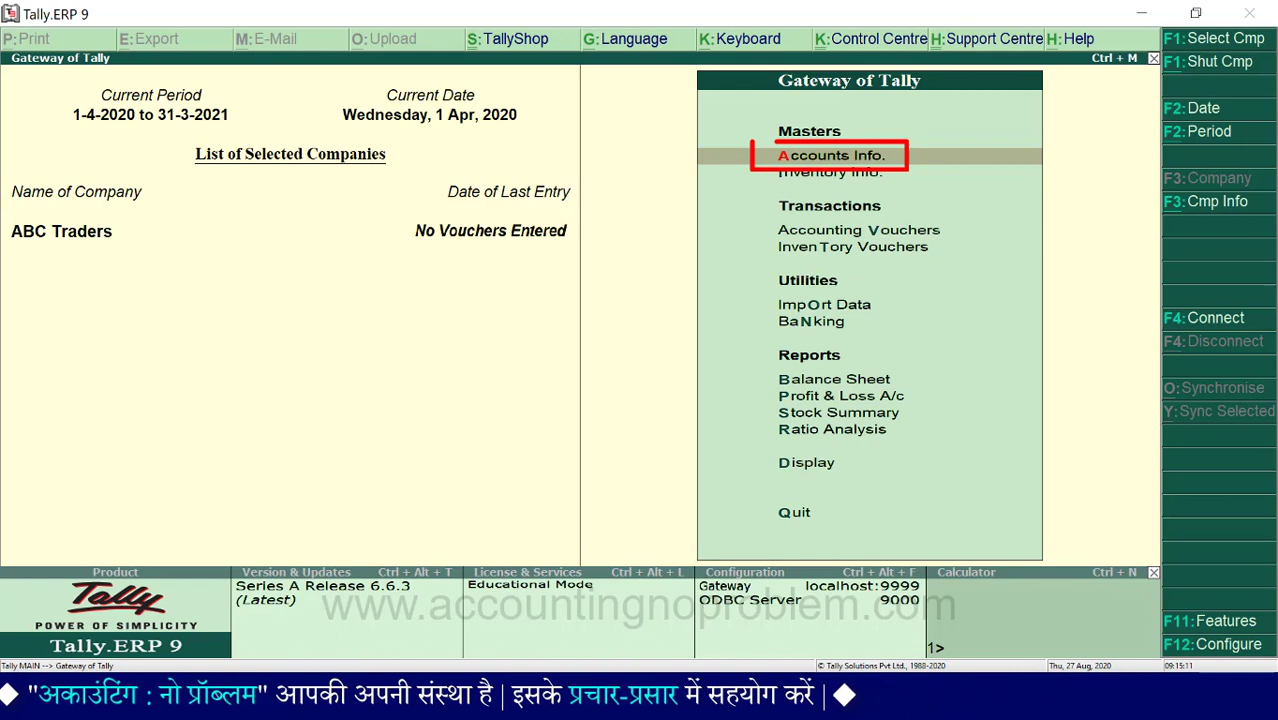 Tally.ERP 9
P: Print E: Export M: E-Mail O: Upload S: TallyShop G: Language K: Keyboard K: Control Centre H: Support Centre H: Help
Gateway of Tally Ctrl + M
Current Period Current Date
1-4-2020 to 31-3-2021 Wednesday, 1 Apr, 2020
List of Selected Companies
Name of Company Date of Last Entry
ABC Traders No Vouchers Entered
Gateway of Tally
Masters
Accounts Info.
Inventory Info.
Transactions
Accounting Vouchers
InvenTory Vouchers
Utilities
ImpOrt Data
BaNking
Reports
Balance Sheet
Profit & Loss A/c
Stock Summary
Ratio Analysis
Display
Quit
F1: Select Cmp
F1: Shut Cmp
F2: Date
F2: Period
F3: Company
F3: Cmp Info
F4: Connect
F4: Disconnect
O: Synchronise
Y: Sync Selected
F11: Features
F12: Configure
Product Version & Updates Ctrl + Alt + T License & Services Ctrl + Alt + L Configuration Ctrl + Alt + F Calculator Ctrl + N
Tally
POWER OF SIMPLICITY
Tally.ERP 9
Series A Release 6.6.3
(Latest)
Educational Mode
Gateway localhost:9999
ODBC Server 9000
1>
www.accountingnoproblem.com
Tally MAIN --> Gateway of Tally © Tally Solutions Pvt Ltd., 1988-2020 Thu, 27 Aug, 2020 09:15:11
◆ "अकाउंटिंग : नो प्रॉब्लम" आपकी अपनी संस्था है | इसके प्रचार-प्रसार में सहयोग करें | ◆